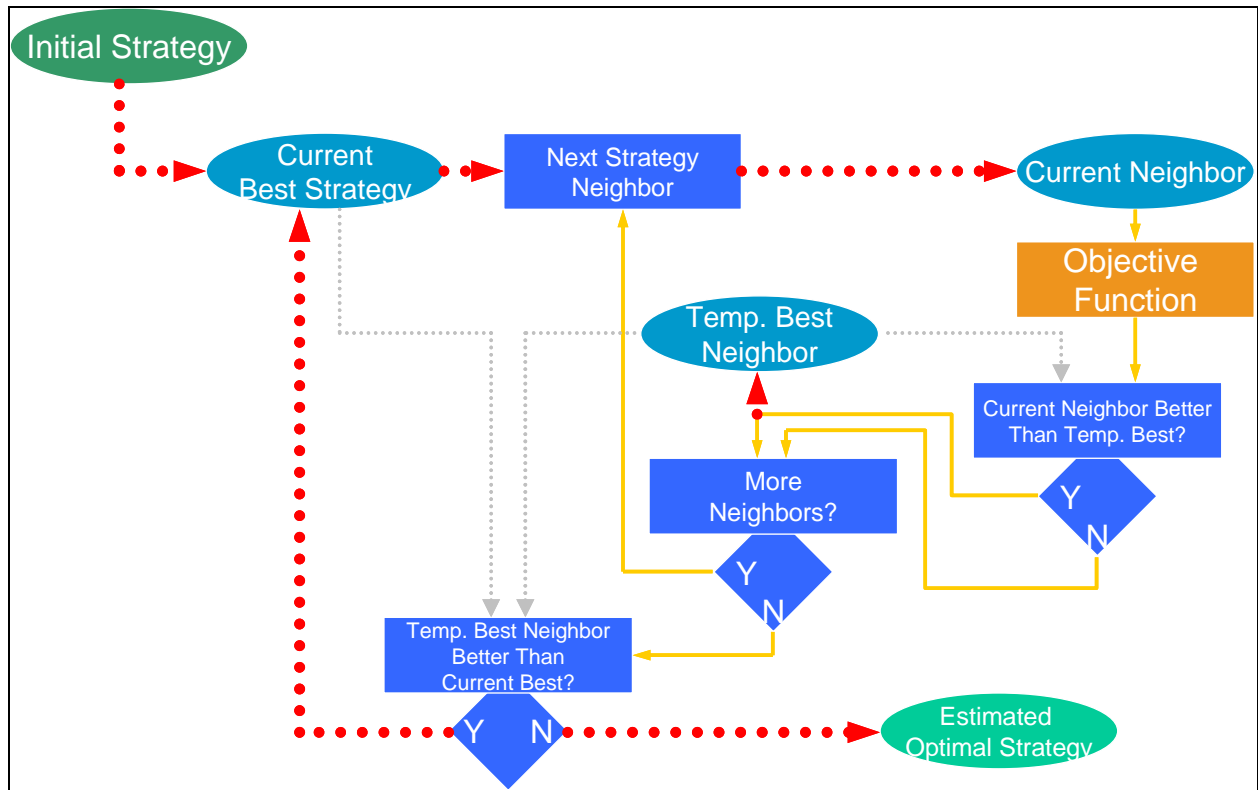 Initial Strategy
Current
Best Strategy
Next Strategy
Neighbor
Current Neighbor
Objective
Function
Temp. Best
Neighbor
Current Neighbor Better
Than Temp. Best?
Y
N
More
Neighbors?
Y
N
Temp. Best Neighbor
Better Than
Current Best?
Y N
Estimated
Optimal Strategy